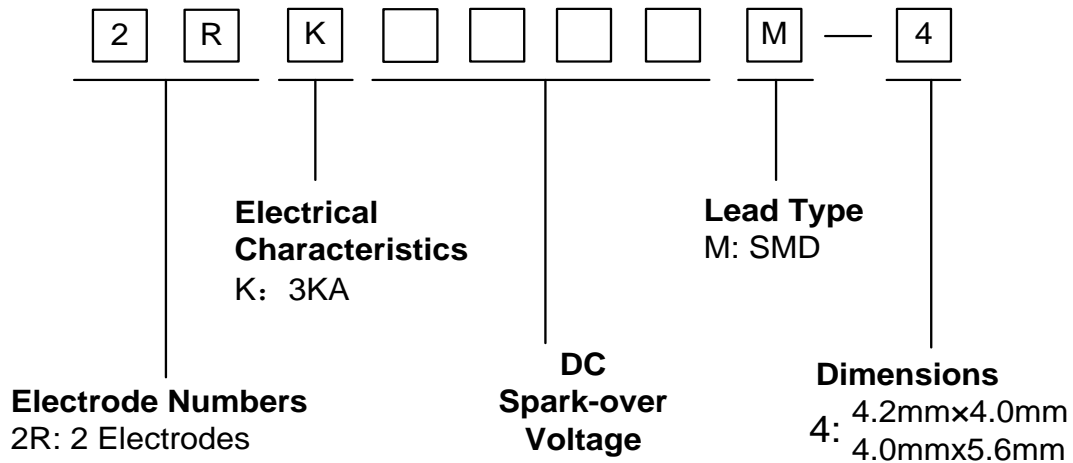 2 R K M — 4
Electrical
Characteristics
K：3KA
Lead Type
M: SMD
Electrode Numbers
2R: 2 Electrodes
DC
Spark-over
Voltage
Dimensions
4: 4.2mm×4.0mm
4.0mmx5.6mm